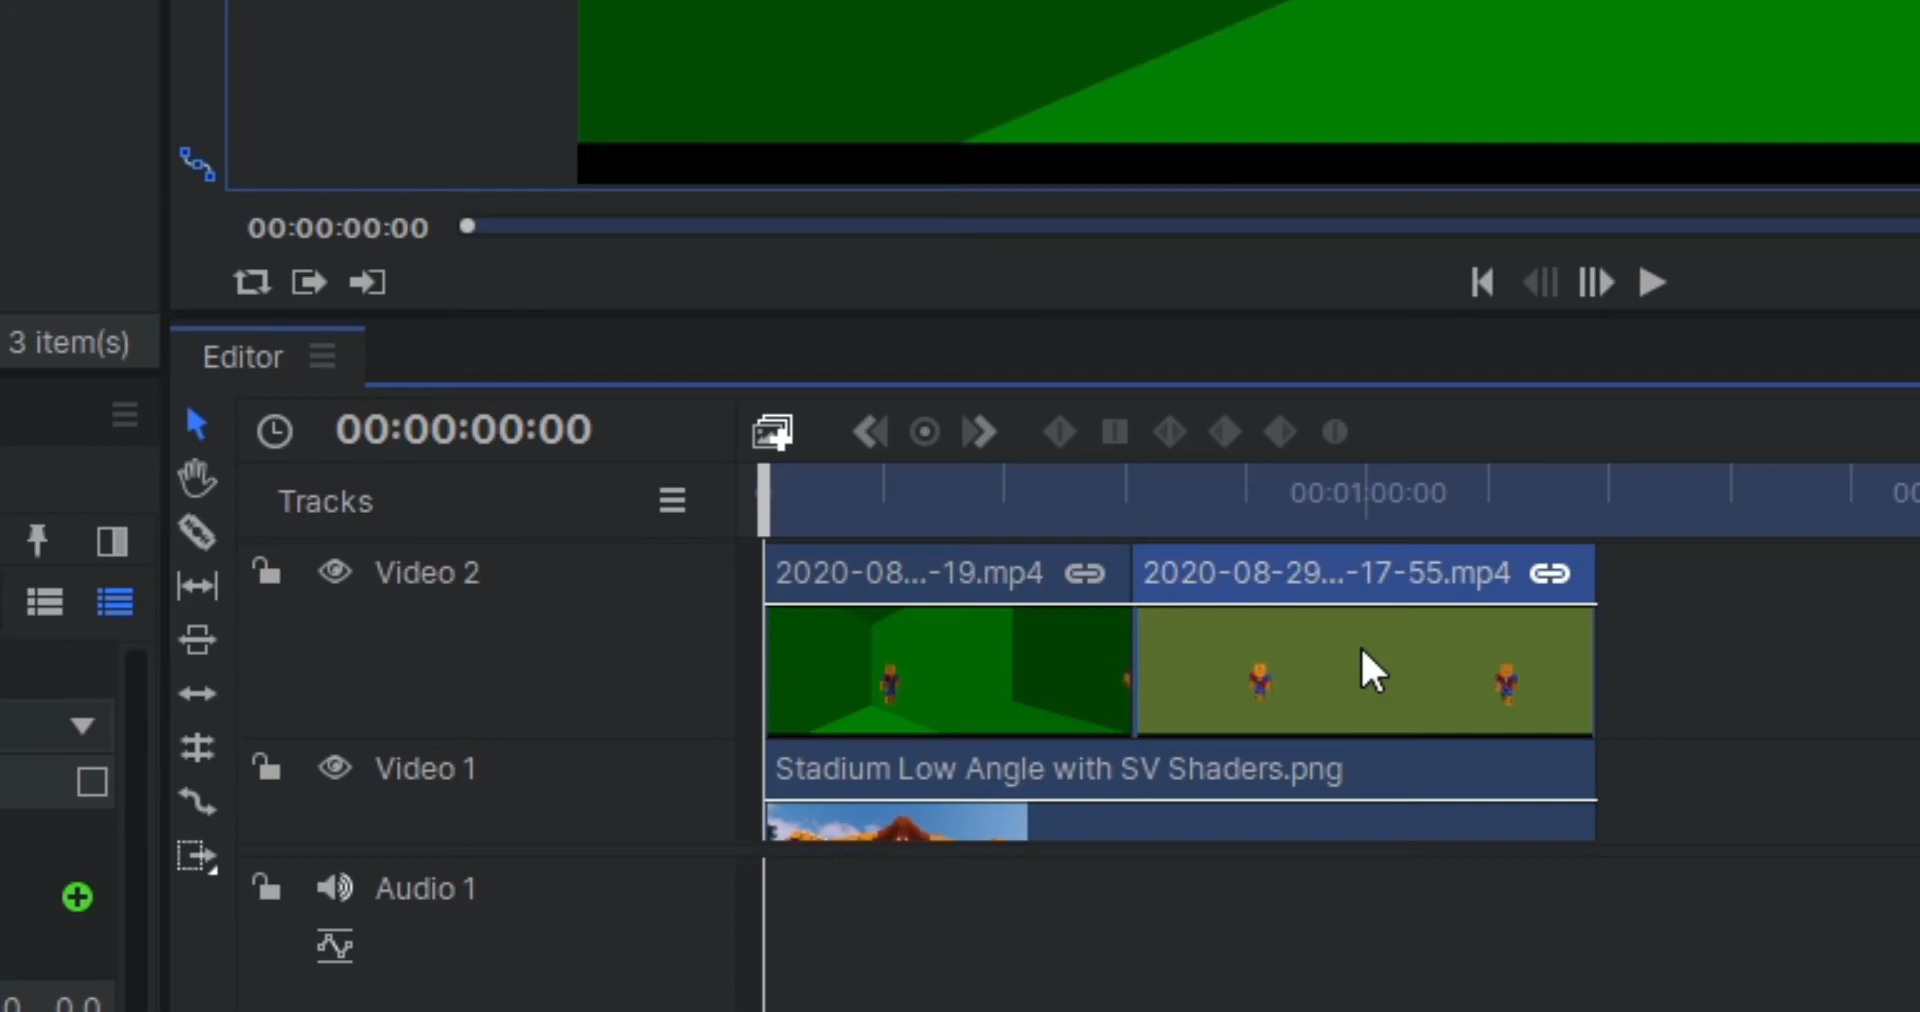 00:00:00:00
3 item(s)
Editor
00:00:00:00
Tracks
00:01:00:00
Video 2
2020-08...-19.mp4
2020-08-29...-17-55.mp4
Video 1
Stadium Low Angle with SV Shaders.png
Audio 1
0.0